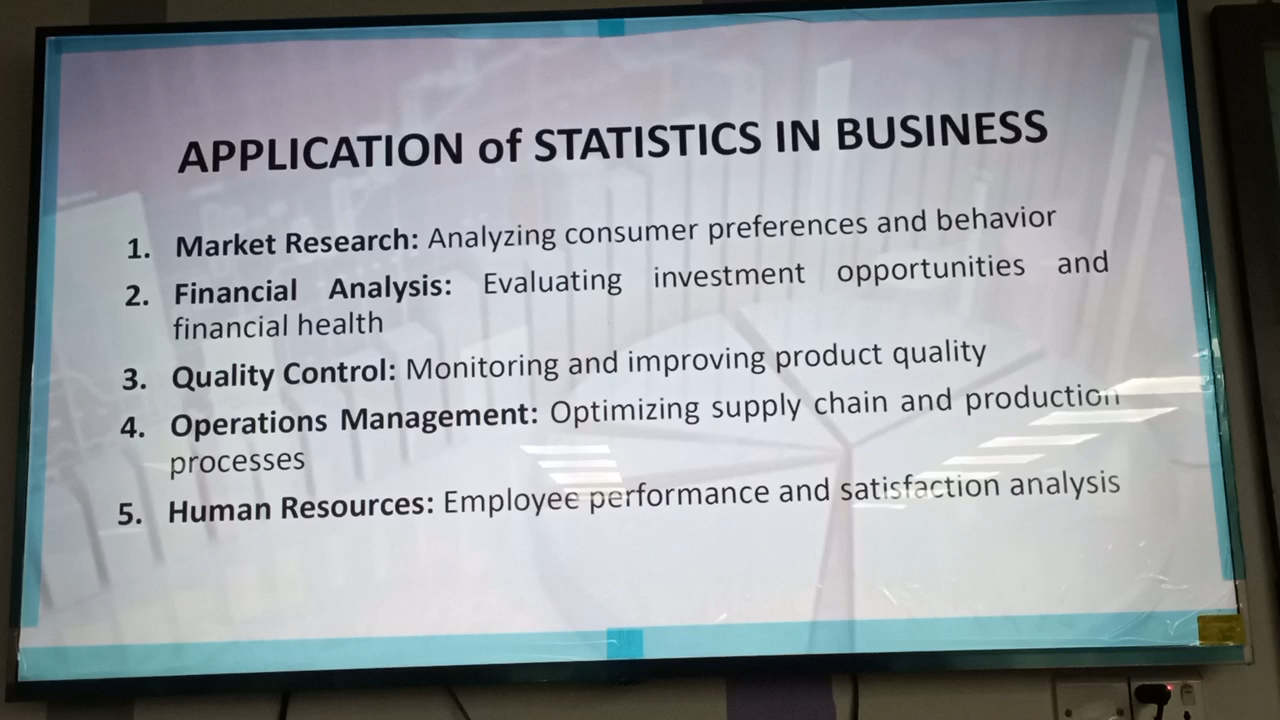 APPLICATION of STATISTICS IN BUSINESS
1. Market Research: Analyzing consumer preferences and behavior
2. Financial Analysis: Evaluating investment opportunities and
financial health
3. Quality Control: Monitoring and improving product quality
4. Operations Management: Optimizing supply chain and production
processes
5. Human Resources: Employee performance and satisfaction analysis